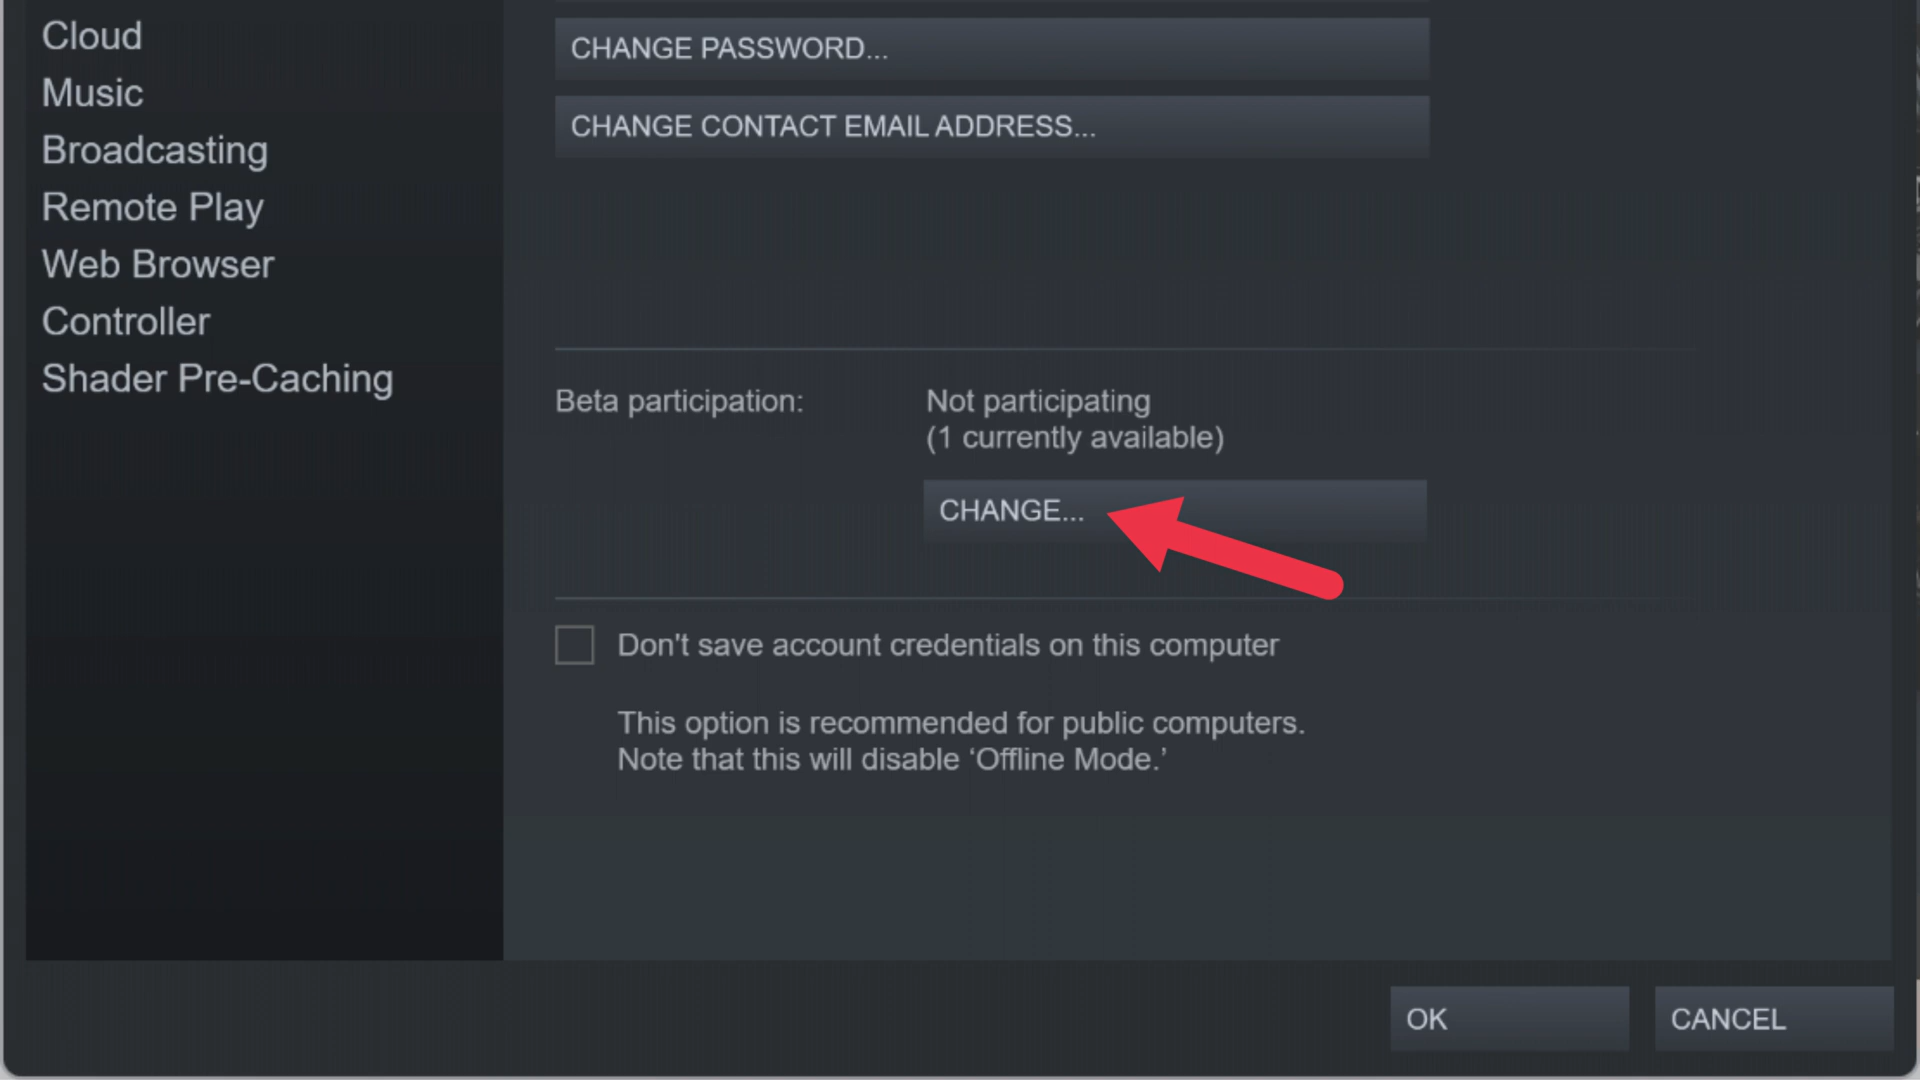 Cloud
Music
Broadcasting
Remote Play
Web Browser
Controller
Shader Pre-Caching
CHANGE PASSWORD...
CHANGE CONTACT EMAIL ADDRESS...
Beta participation:
Not participating
(1 currently available)
CHANGE...
Don't save account credentials on this computer
This option is recommended for public computers.
Note that this will disable ‘Offline Mode.’
OK
CANCEL